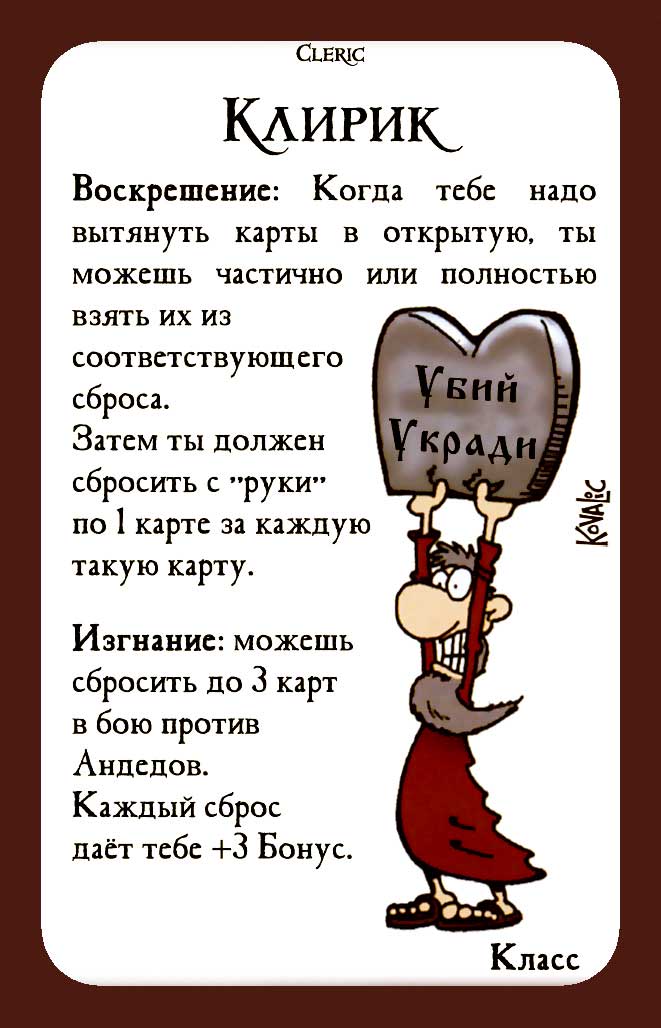 Cleric
Клирик
Воскрешение: Когда тебе надо
вытянуть карты в открытую, ты
можешь частично или полностью
взять их из
соответствующего
сброса.
Затем ты должен
сбросить с "руки"
по 1 карте за каждую
такую карту.
Убий
Укради
Kovalic
Изгнание: можешь
сбросить до 3 карт
в бою против
Андедов.
Каждый сброс
даёт тебе +3 Бонус.
Класс